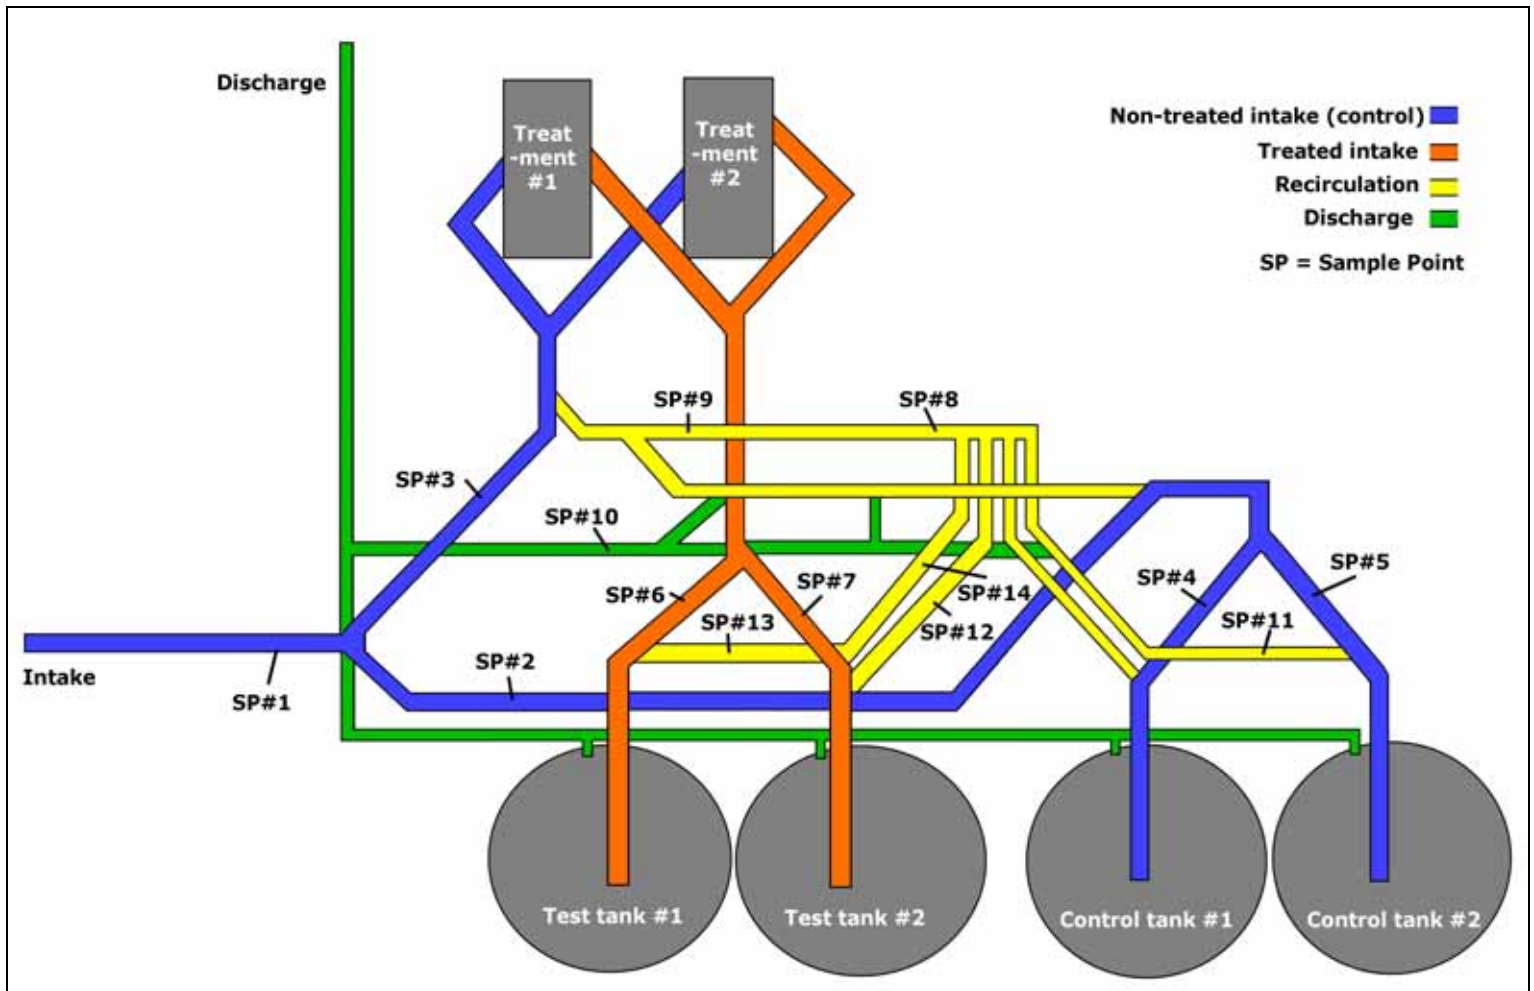 Discharge
Treat
-ment
#1
Treat
-ment
#2
Non-treated intake (control)
Treated intake
Recirculation
Discharge
SP = Sample Point
SP#9
SP#8
SP#3
SP#10
SP#6
SP#7
SP#14
SP#4
SP#5
SP#13
SP#12
SP#11
SP#2
Intake
SP#1
Test tank #1
Test tank #2
Control tank #1
Control tank #2